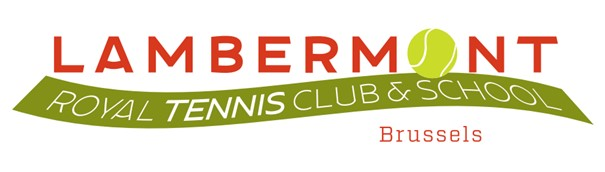 LAMBERMONT
ROYAL TENNIS CLUB & SCHOOL
Brussels